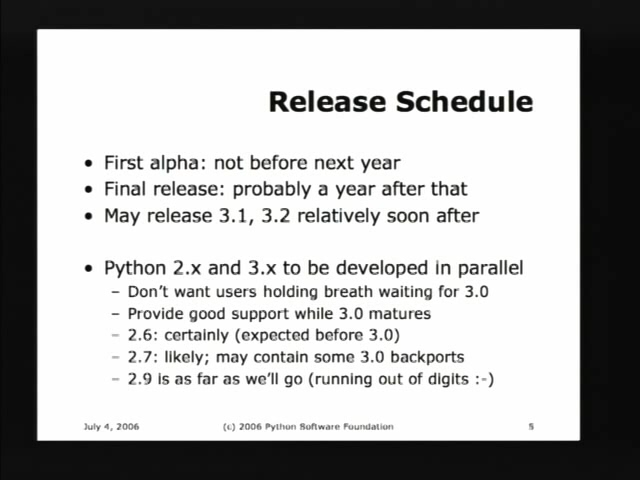 Release Schedule
• First alpha: not before next year
• Final release: probably a year after that
• May release 3.1, 3.2 relatively soon after
• Python 2.x and 3.x to be developed in parallel
– Don't want users holding breath waiting for 3.0
– Provide good support while 3.0 matures
– 2.6: certainly (expected before 3.0)
– 2.7: likely; may contain some 3.0 backports
– 2.9 is as far as we'll go (running out of digits :-)
July 4, 2006 (c) 2006 Python Software Foundation 5